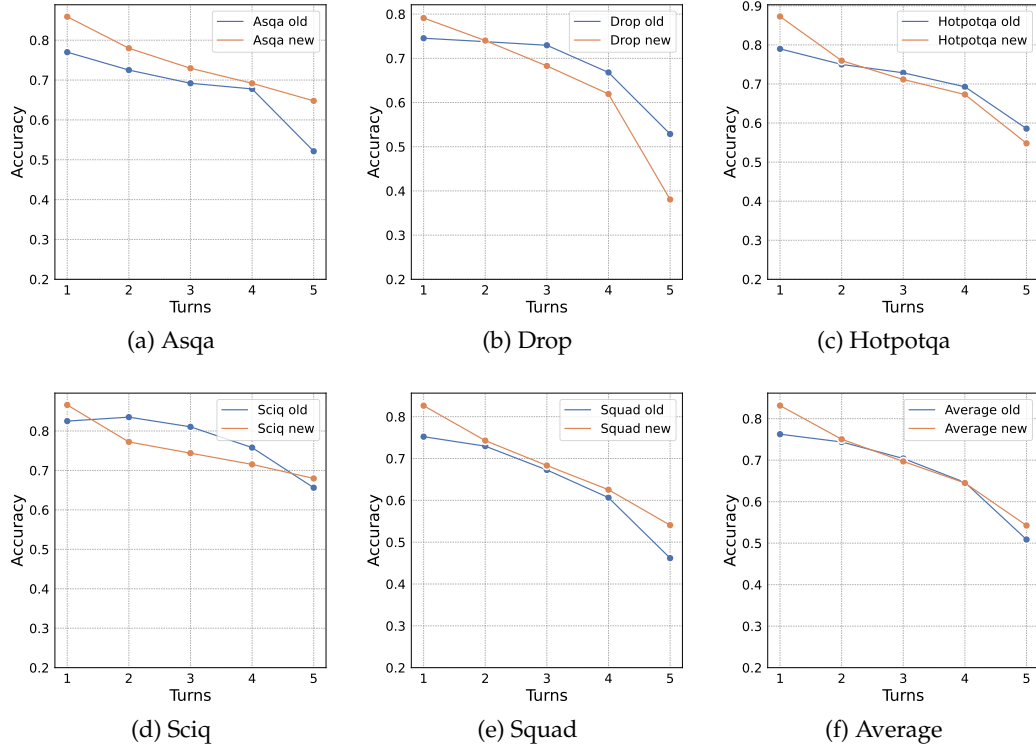 Asqa old
Asqa new
0.8
0.7
0.6
0.5
0.4
0.3
0.2
Accuracy
1 2 3 4 5
Turns
(a) Asqa
Drop old
Drop new
0.8
0.7
0.6
0.5
0.4
0.3
0.2
Accuracy
1 2 3 4 5
Turns
(b) Drop
Hotpotqa old
Hotpotqa new
0.9
0.8
0.7
0.6
0.5
0.4
0.3
0.2
Accuracy
1 2 3 4 5
Turns
(c) Hotpotqa
Sciq old
Sciq new
0.8
0.7
0.6
0.5
0.4
0.3
0.2
Accuracy
1 2 3 4 5
Turns
(d) Sciq
Squad old
Squad new
0.8
0.7
0.6
0.5
0.4
0.3
0.2
Accuracy
1 2 3 4 5
Turns
(e) Squad
Average old
Average new
0.8
0.7
0.6
0.5
0.4
0.3
0.2
Accuracy
1 2 3 4 5
Turns
(f) Average